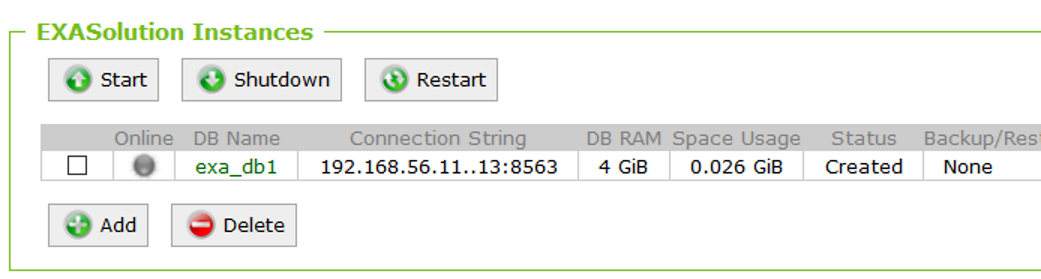 EXASolution Instances
Start Shutdown Restart
Online DB Name Connection String DB RAM Space Usage Status Backup/Res
exa_db1 192.168.56.11..13:8563 4 GiB 0.026 GiB Created None
Add Delete